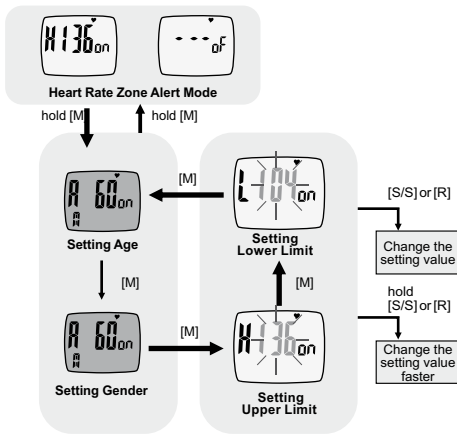 H136on
---oF
Heart Rate Zone Alert Mode
hold [M]
hold [M]
A 60on
Setting Age
[M]
L104on
Setting
Lower Limit
[S/S] or [R]
Change the
setting value
[M]
[M]
hold
[S/S] or [R]
A 60on
Setting Gender
[M]
H136on
Setting
Upper Limit
Change the
setting value
faster